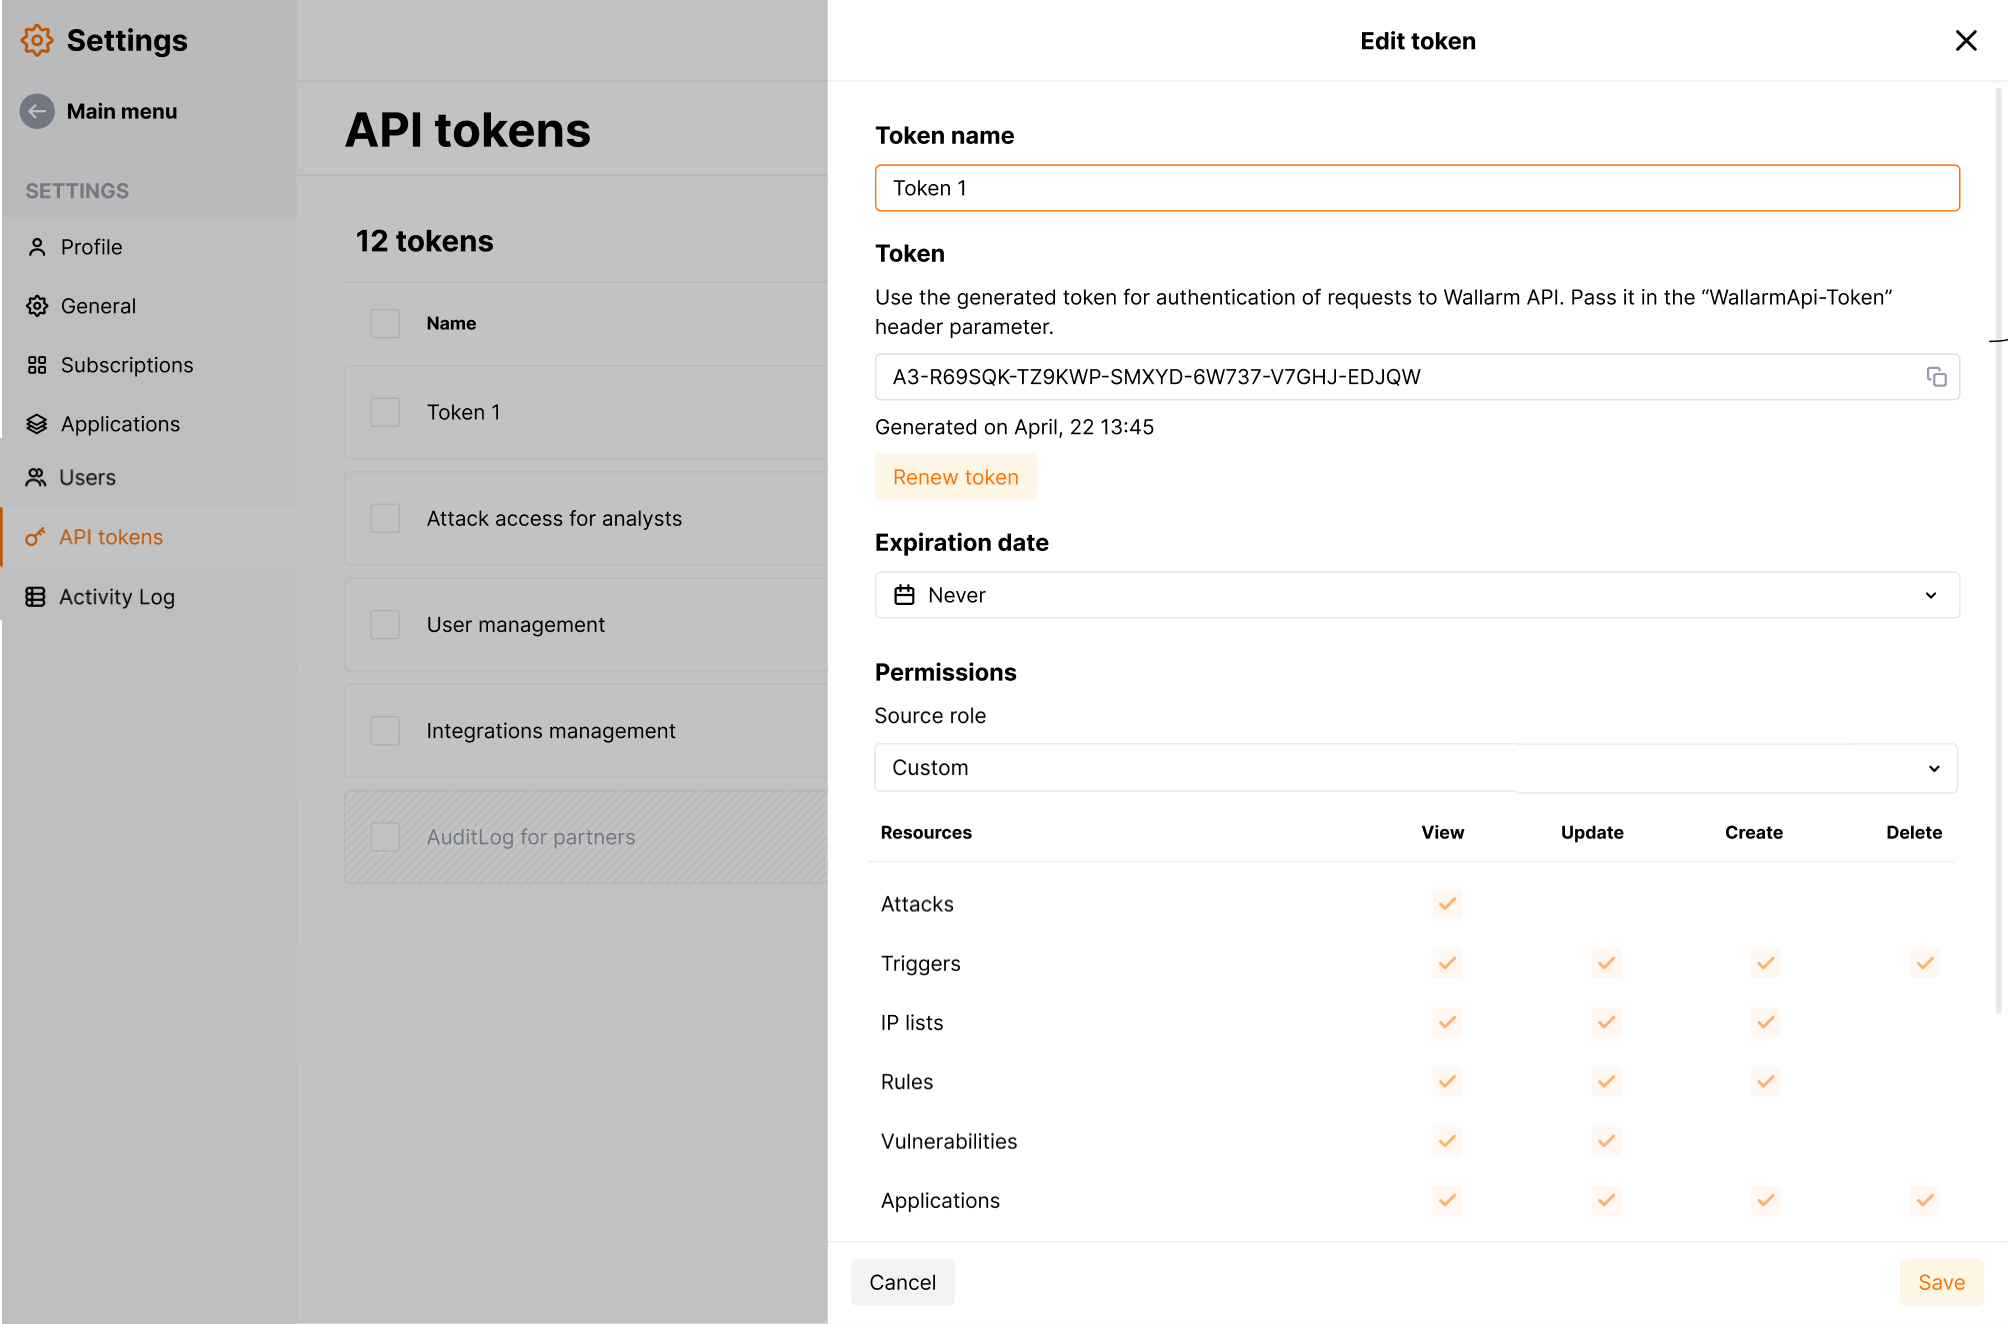 Settings
Main menu
SETTINGS
Profile
General
Subscriptions
Applications
Users
API tokens
Activity Log
API tokens
12 tokens
Name
Token 1
Attack access for analysts
User management
Integrations management
AuditLog for partners
Edit token
Token name
Token 1
Token
Use the generated token for authentication of requests to Wallarm API. Pass it in the “WallarmApi-Token”
header parameter.
A3-R69SQK-TZ9KWP-SMXYD-6W737-V7GHJ-EDJQW
Generated on April, 22 13:45
Renew token
Expiration date
Never
Permissions
Source role
Custom
Resources View Update Create Delete
Attacks
Triggers
IP lists
Rules
Vulnerabilities
Applications
Cancel
Save